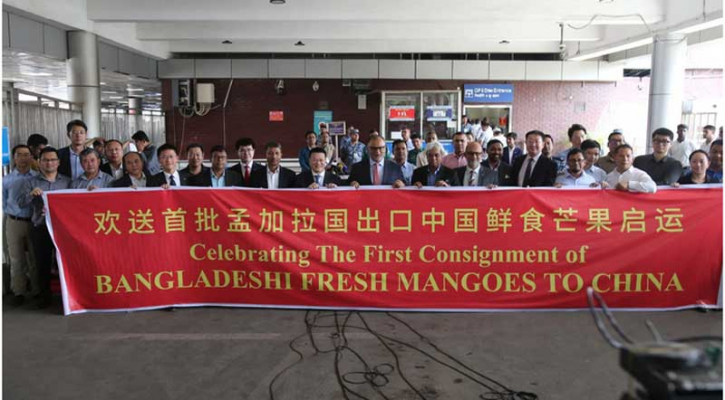 欢送首批孟加拉国出口中国鲜食芒果启运
Celebrating The First Consignment of
BANGLADESHI FRESH MANGOES TO CHINA